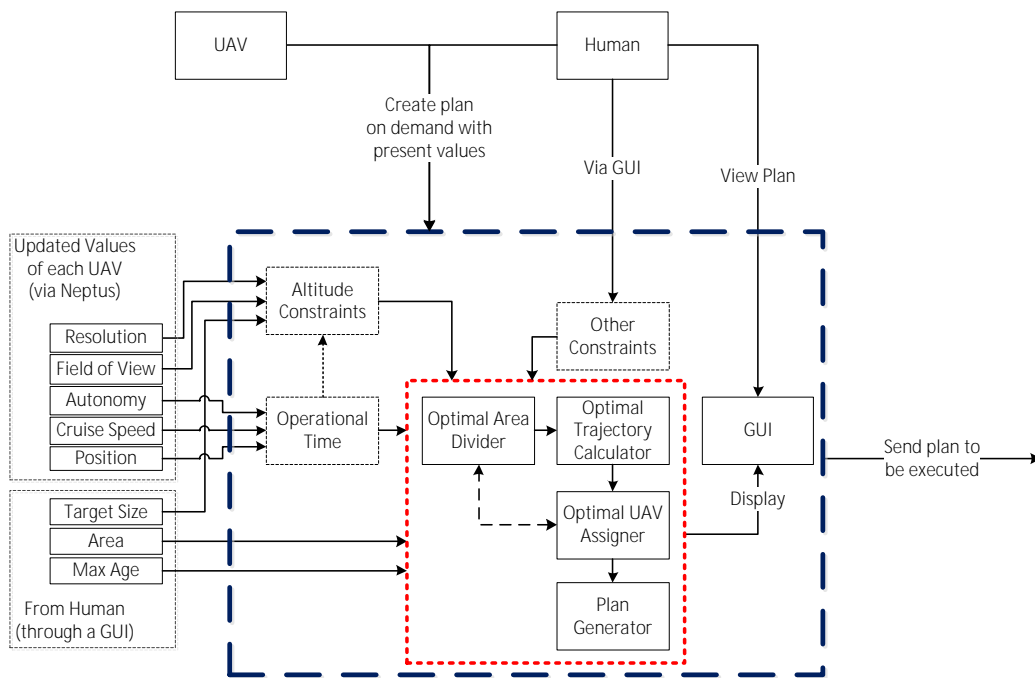 UAV
Human
Create plan
on demand with
present values
Via GUI
View Plan
Updated Values
of each UAV
(via Neptus)
Resolution
Field of View
Autonomy
Cruise Speed
Position
Target Size
Area
Max Age
From Human
(through a GUI)
Altitude
Constraints
Operational
Time
Other
Constraints
Optimal Area
Divider
Optimal
Trajectory
Calculator
Optimal UAV
Assigner
Plan
Generator
GUI
Display
Send plan to
be executed